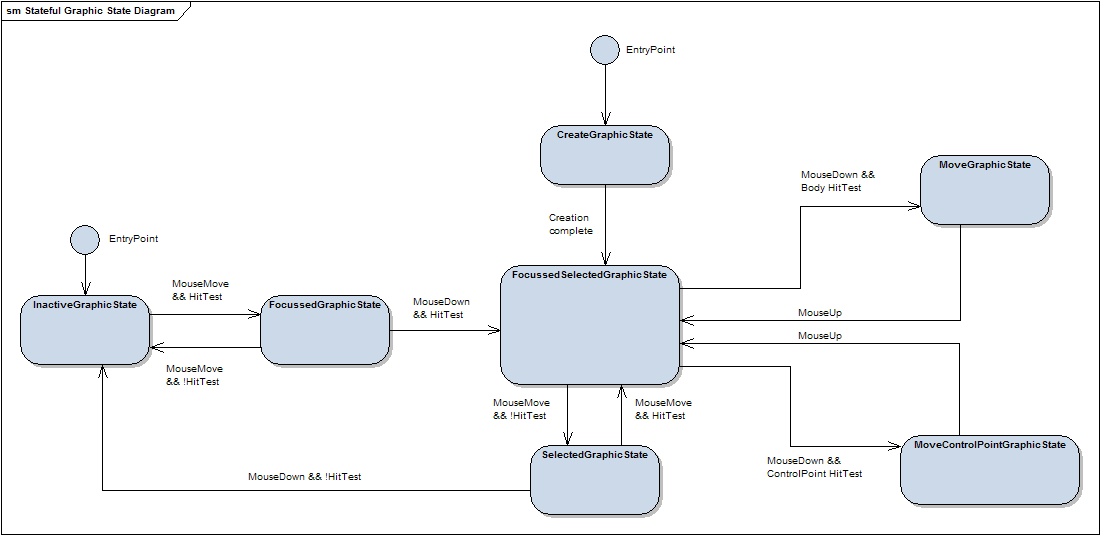 sm Stateful Graphic State Diagram
EntryPoint
CreateGraphicState
MoveGraphicState
MouseDown &&
Body HitTest
Creation
complete
EntryPoint
FocussedSelectedGraphicState
MouseMove
&& HitTest
InactiveGraphicState
FocussedGraphicState
MouseDown
&& HitTest
MouseUp
MouseUp
MouseMove
&& !HitTest
MouseMove
&& !HitTest
MouseMove
&& HitTest
MoveControlPointGraphicState
SelectedGraphicState
MouseDown &&
ControlPoint HitTest
MouseDown && !HitTest